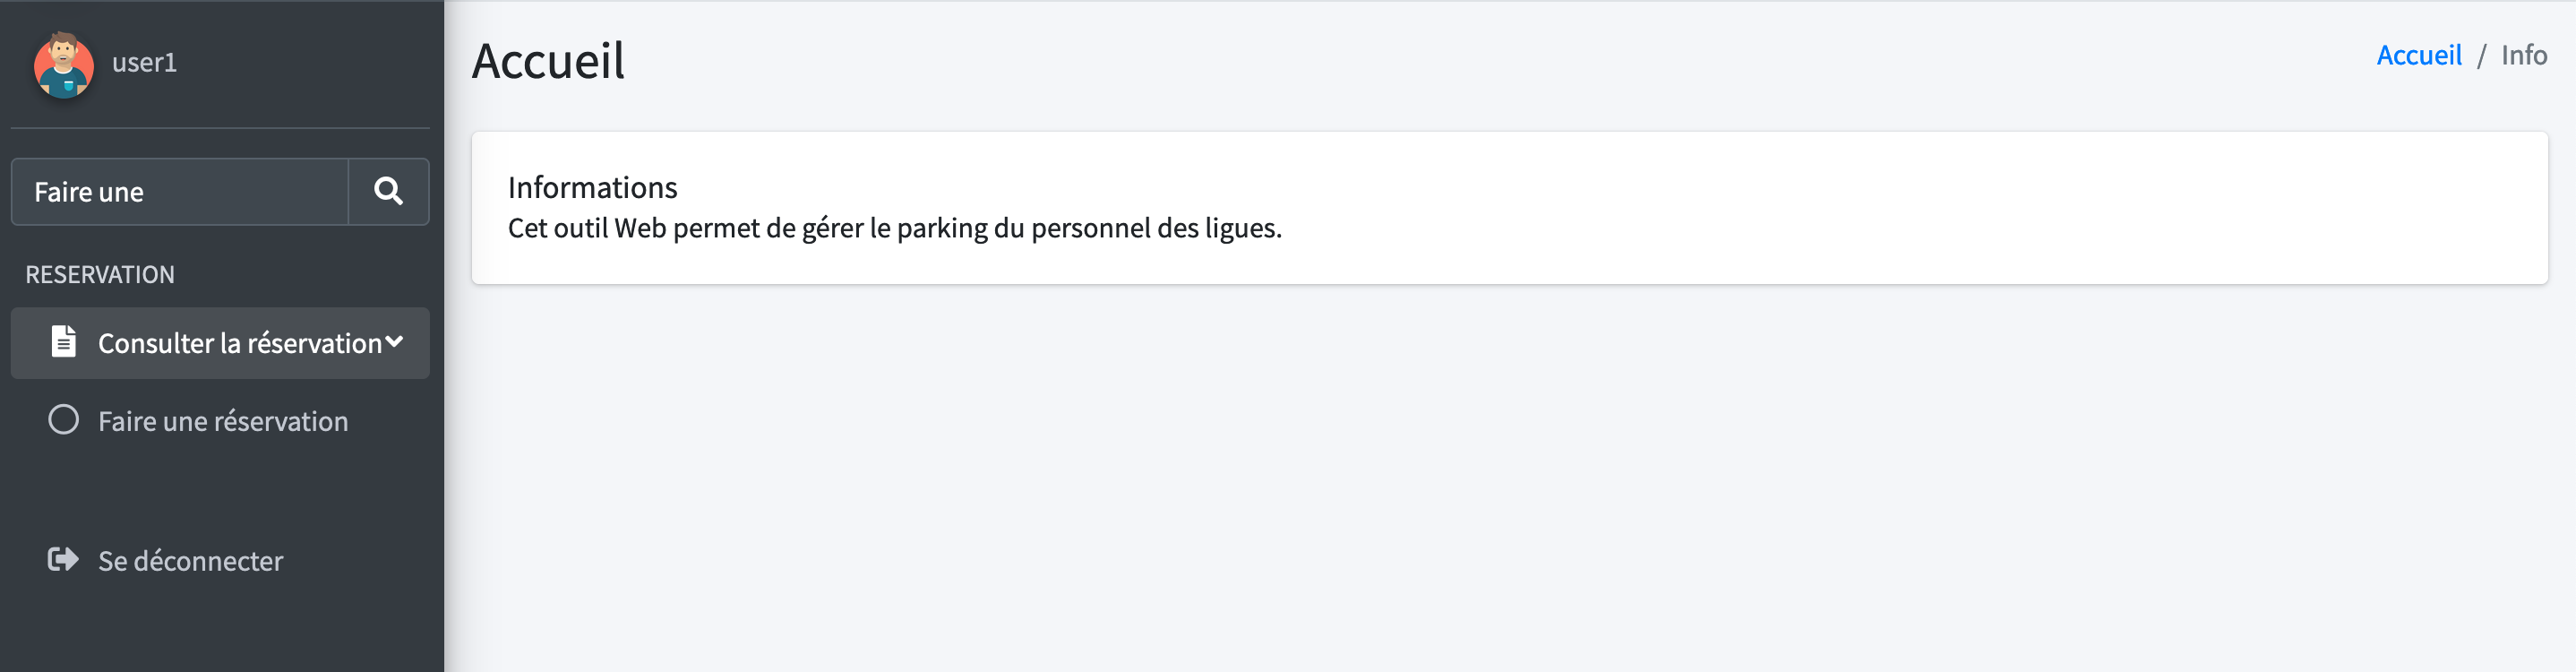 user1
Faire une
RESERVATION
Consulter la réservation
Faire une réservation
Se déconnecter
Accueil
Accueil / Info
Informations
Cet outil Web permet de gérer le parking du personnel des ligues.